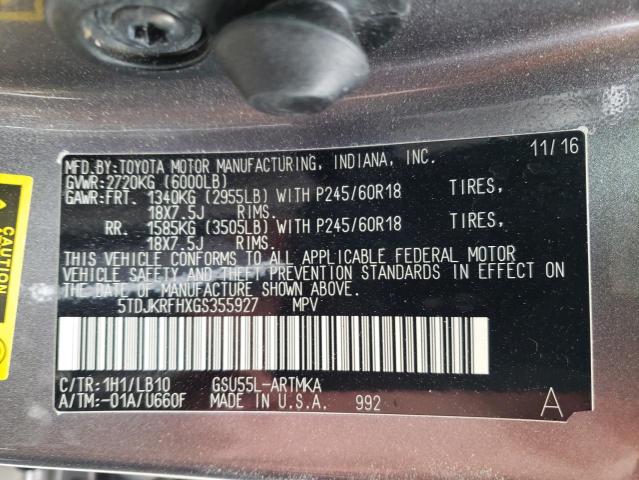 MFD.BY:TOYOTA MOTOR MANUFACTURING, INDIANA, INC. 11/16
GVWR:2720KG (6000LB)
GAWR:FRT. 1340KG (2955LB) WITH P245/60R18 TIRES,
18X7.5J RIMS.
RR. 1585KG (3505LB) WITH P245/60R18 TIRES,
18X7.5J RIMS.
THIS VEHICLE CONFORMS TO ALL APPLICABLE FEDERAL MOTOR
VEHICLE SAFETY AND THEFT PREVENTION STANDARDS IN EFFECT
ON THE DATE OF MANUFACTURE SHOWN ABOVE.
5TDJKRFHXGS355927 MPV
C/TR:1H1/LB10 GSU55L-ARTMKA
A/TM:-01A/U660F MADE IN U.S.A. 992 A
CAUTION